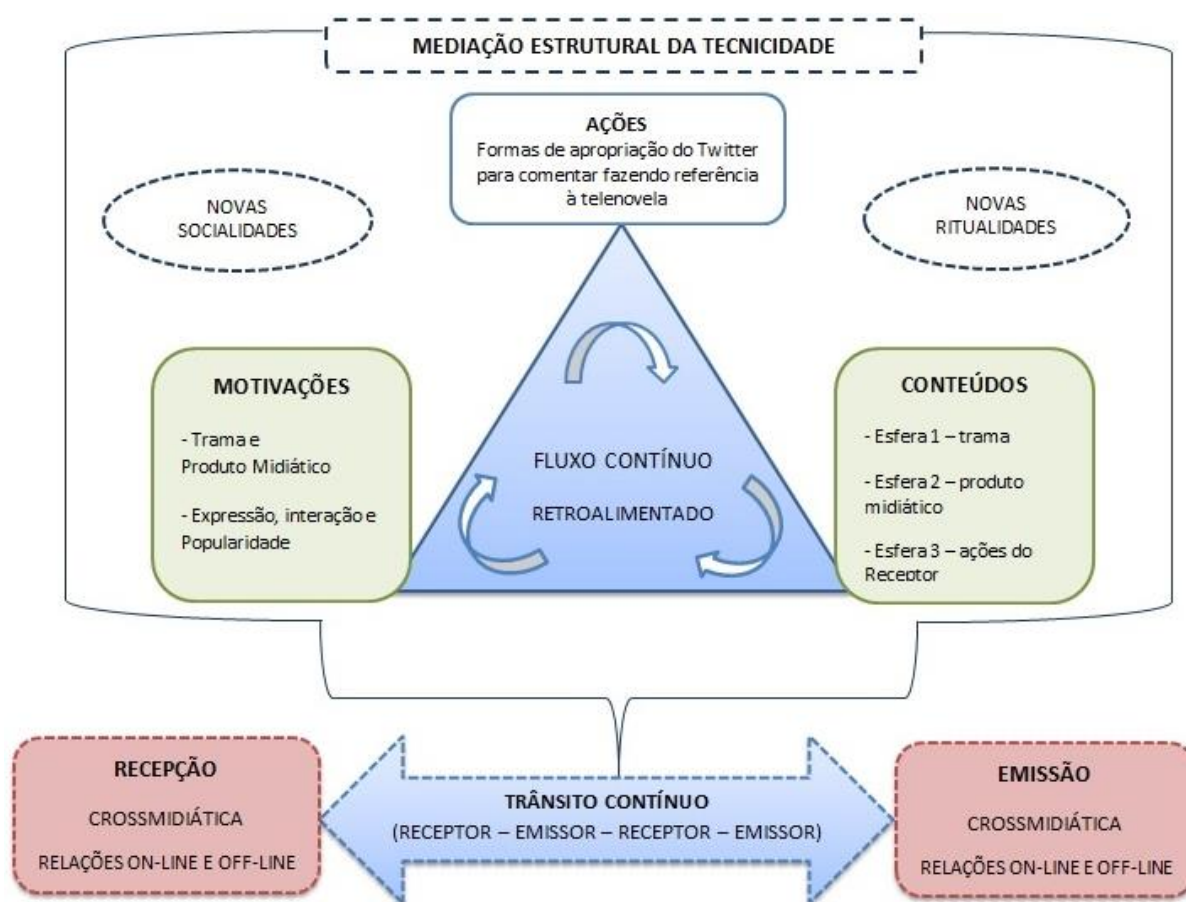 MEDIAÇÃO ESTRUTURAL DA TECNICIDADE
AÇÕES
Formas de apropriação do Twitter
para comentar fazendo referência
à telenovela
NOVAS
SOCIALIDADES
NOVAS
RITUALIDADES
MOTIVAÇÕES
- Trama e
Produto Midiático
- Expressão, interação e
Popularidade
FLUXO CONTÍNUO
RETROALIMENTADO
CONTEÚDOS
- Esfera 1 – trama
- Esfera 2 – produto
midiático
- Esfera 3 – ações do
Receptor
RECEPÇÃO
CROSSMIDIÁTICA
RELAÇÕES ON-LINE E OFF-LINE
TRÂNSITO CONTÍNUO
(RECEPTOR – EMISSOR – RECEPTOR – EMISSOR)
EMISSÃO
CROSSMIDIÁTICA
RELAÇÕES ON-LINE E OFF-LINE